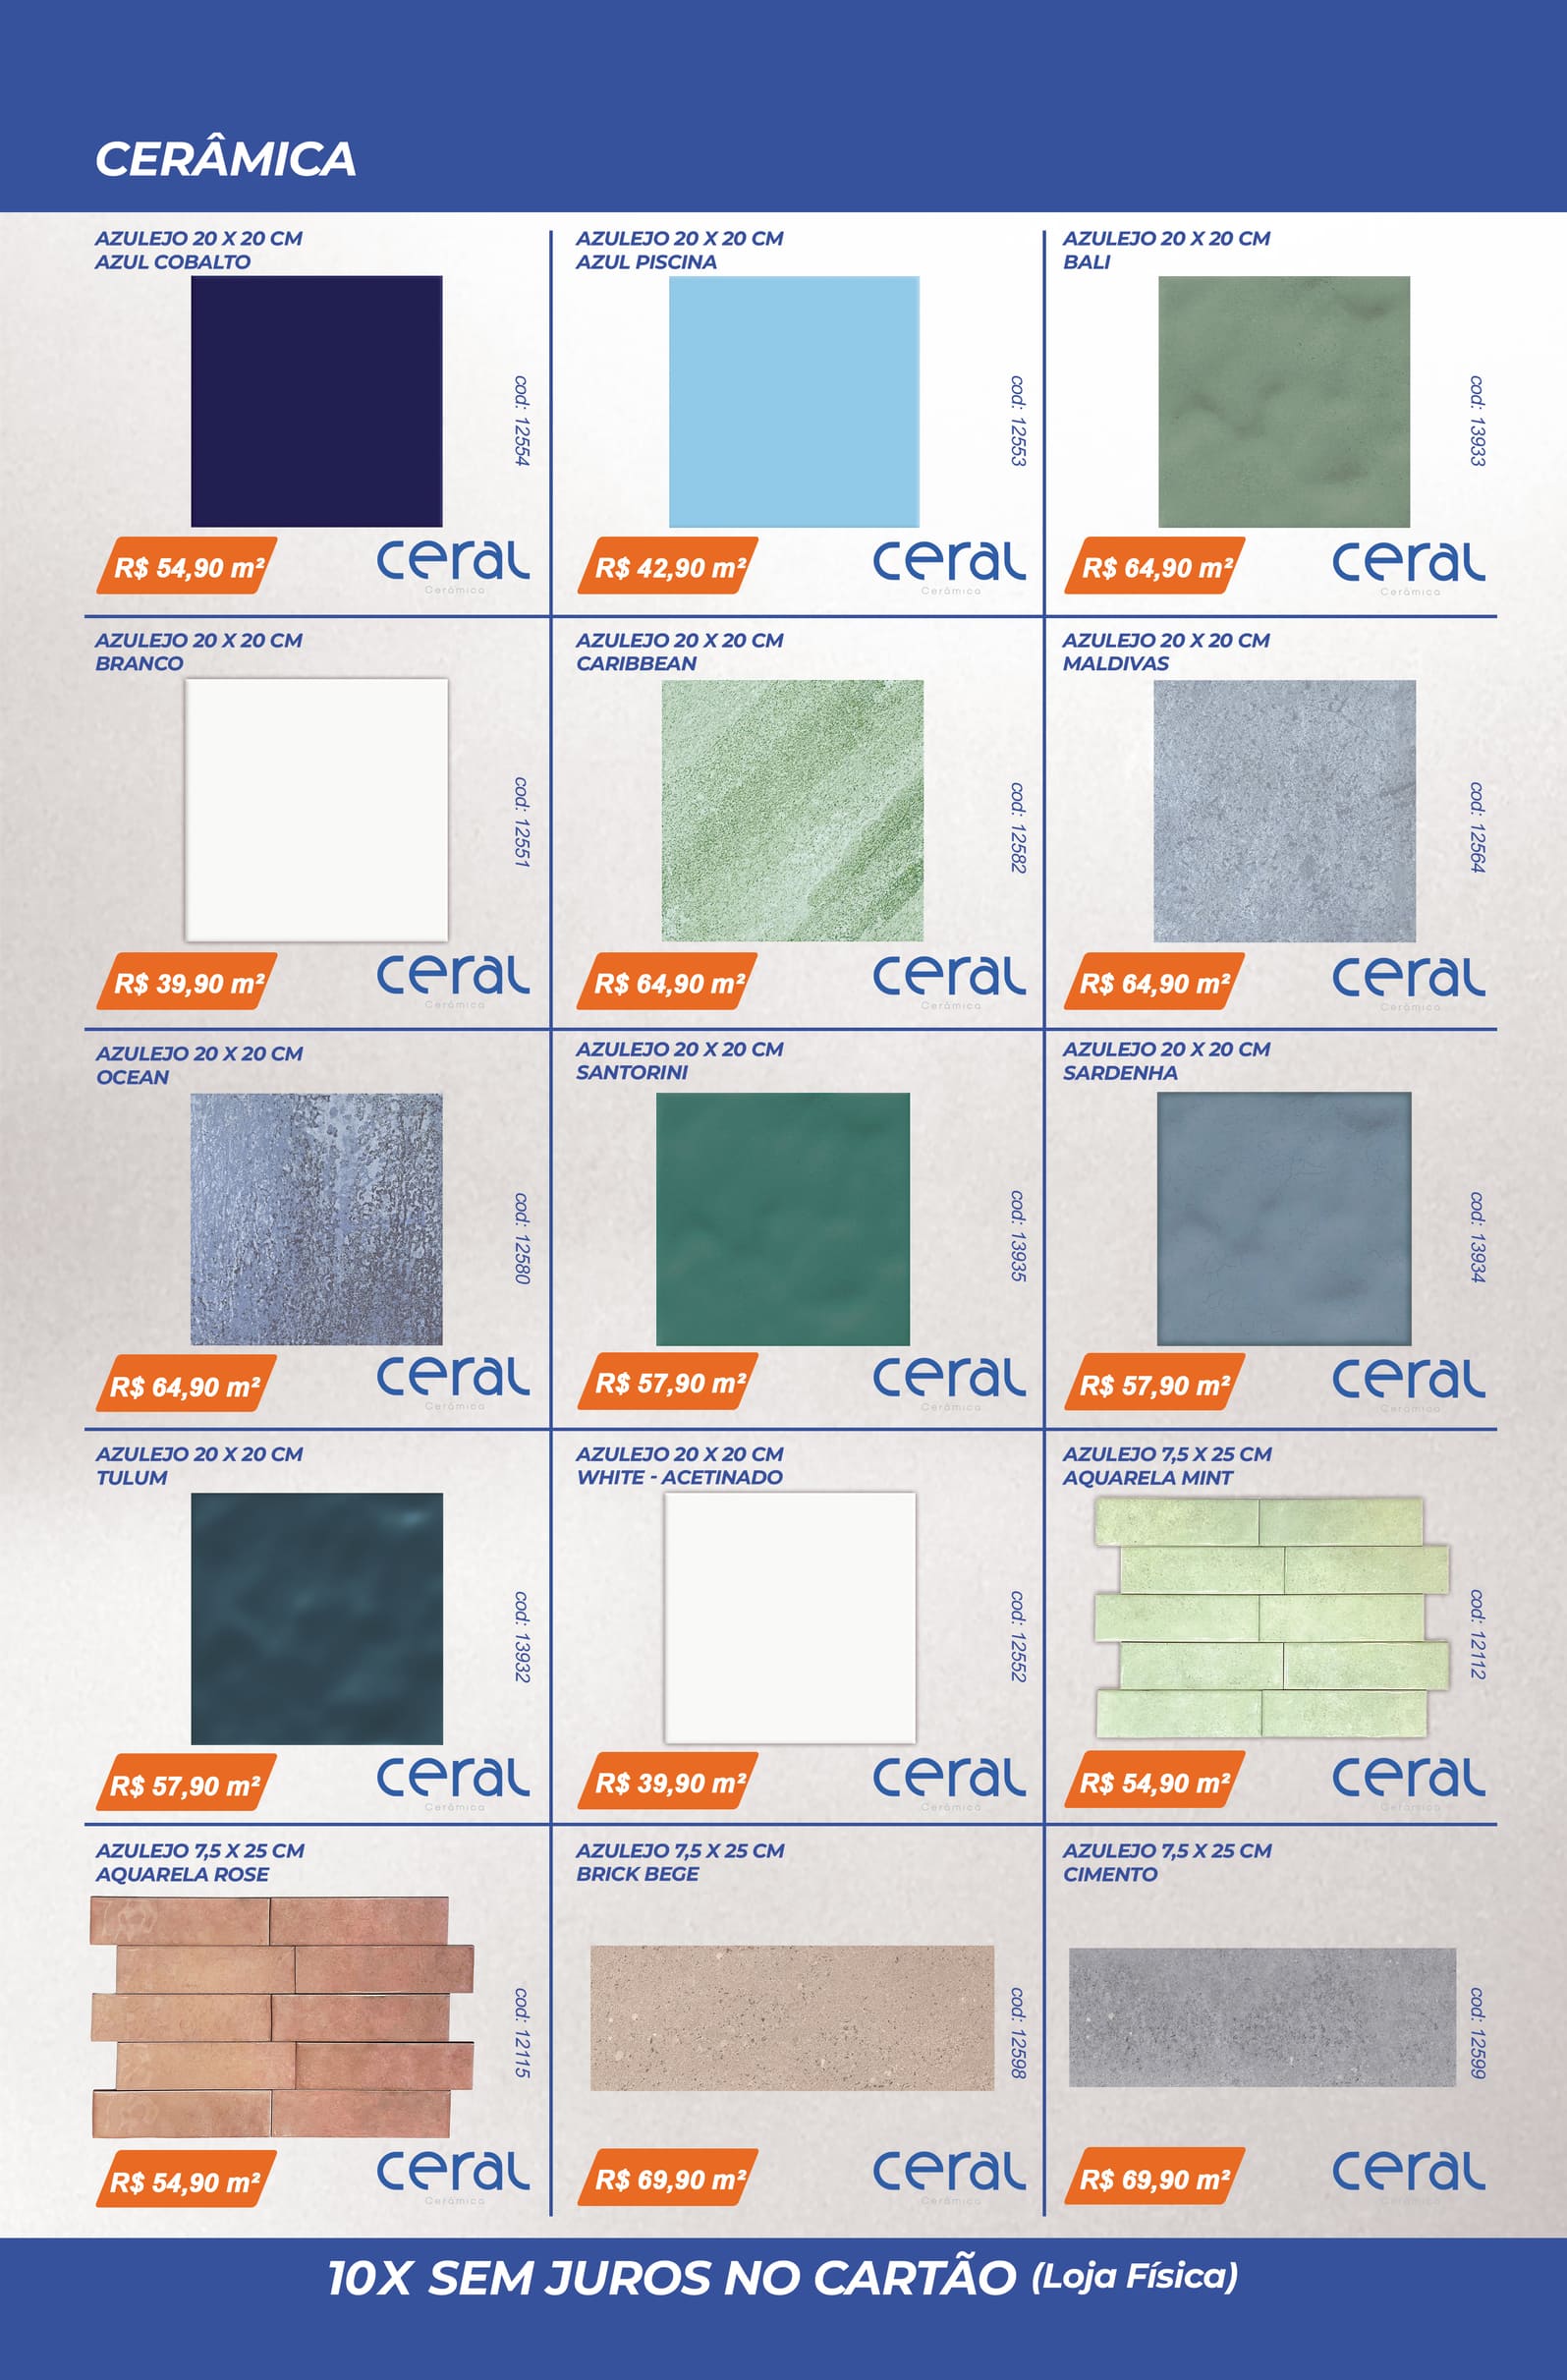 CERÂMICA
AZULEJO 20 X 20 CM
AZUL COBALTO
cod: 12554
R$ 54,90 m²
ceral
Cerâmica
AZULEJO 20 X 20 CM
AZUL PISCINA
cod: 12553
R$ 42,90 m²
ceral
Cerâmica
AZULEJO 20 X 20 CM
BALI
cod: 13933
R$ 64,90 m²
ceral
Cerâmica
AZULEJO 20 X 20 CM
BRANCO
cod: 12551
R$ 39,90 m²
ceral
Cerâmica
AZULEJO 20 X 20 CM
CARIBBEAN
cod: 12582
R$ 64,90 m²
ceral
Cerâmica
AZULEJO 20 X 20 CM
MALDIVAS
cod: 12564
R$ 64,90 m²
ceral
Cerâmica
AZULEJO 20 X 20 CM
OCEAN
cod: 12580
R$ 64,90 m²
ceral
Cerâmica
AZULEJO 20 X 20 CM
SANTORINI
cod: 13935
R$ 57,90 m²
ceral
Cerâmica
AZULEJO 20 X 20 CM
SARDENHA
cod: 13934
R$ 57,90 m²
ceral
Cerâmica
AZULEJO 20 X 20 CM
TULUM
cod: 13932
R$ 57,90 m²
ceral
Cerâmica
AZULEJO 20 X 20 CM
WHITE - ACETINADO
cod: 12552
R$ 39,90 m²
ceral
Cerâmica
AZULEJO 7,5 X 25 CM
AQUARELA MINT
cod: 12112
R$ 54,90 m²
ceral
Cerâmica
AZULEJO 7,5 X 25 CM
AQUARELA ROSE
cod: 12115
R$ 54,90 m²
ceral
Cerâmica
AZULEJO 7,5 X 25 CM
BRICK BEGE
cod: 12598
R$ 69,90 m²
ceral
Cerâmica
AZULEJO 7,5 X 25 CM
CIMENTO
cod: 12599
R$ 69,90 m²
ceral
Cerâmica
10X SEM JUROS NO CARTÃO (Loja Física)